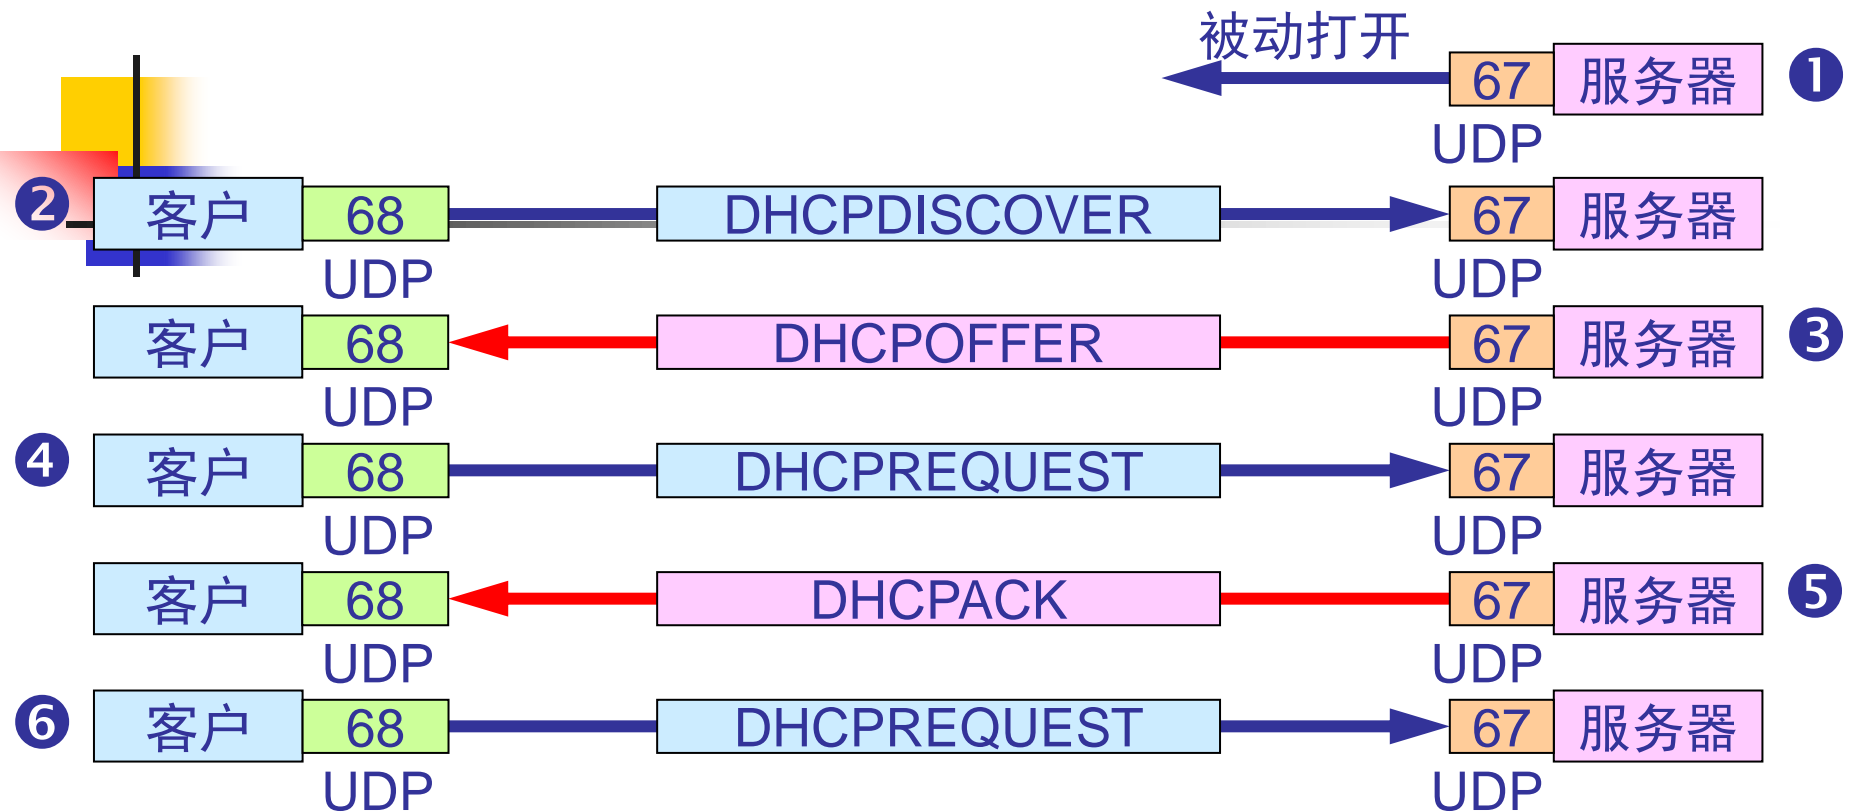 被动打开
67 服务器 ❶
UDP
❷ 客户 68 DHCPDISCOVER 67 服务器
UDP UDP
客户 68 DHCPOFFER 67 服务器 ❸
UDP UDP
❹ 客户 68 DHCPREQUEST 67 服务器
UDP UDP
客户 68 DHCPACK 67 服务器 ❺
UDP UDP
❻ 客户 68 DHCPREQUEST 67 服务器
UDP UDP